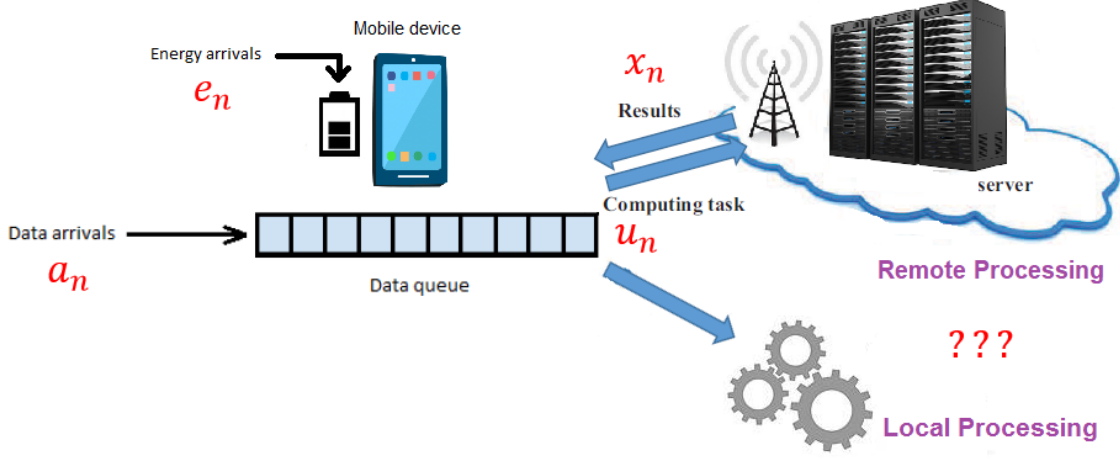 Mobile device
Energy arrivals
e_n
x_n
Results
Computing task
u_n
server
Data arrivals
a_n
Data queue
Remote Processing
???
Local Processing